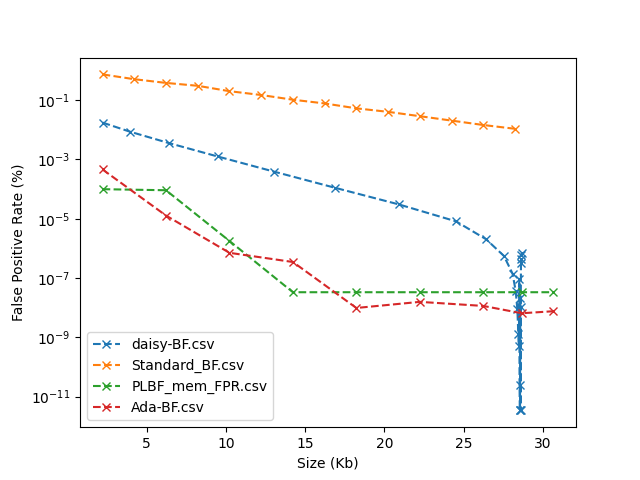 10⁻¹
10⁻³
10⁻⁵
10⁻⁷
10⁻⁹
10⁻¹¹
False Positive Rate (%)
daisy-BF.csv
Standard_BF.csv
PLBF_mem_FPR.csv
Ada-BF.csv
5 10 15 20 25 30
Size (Kb)